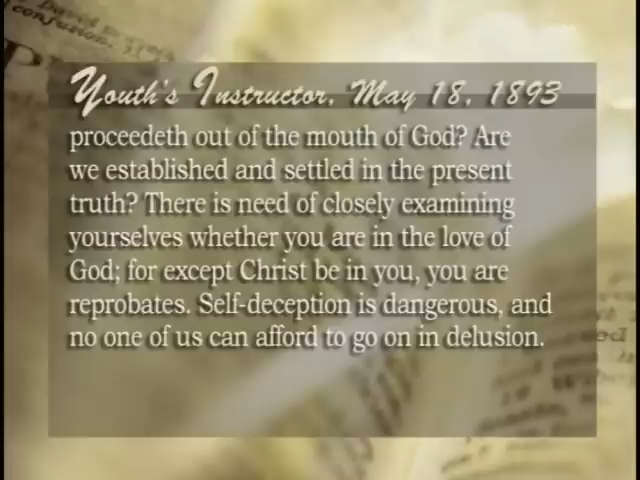 Youth's Instructor, May 18, 1893
proceedeth out of the mouth of God? Are
we established and settled in the present
truth? There is need of closely examining
yourselves whether you are in the love of
God; for except Christ be in you, you are
reprobates. Self-deception is dangerous, and
no one of us can afford to go on in delusion.